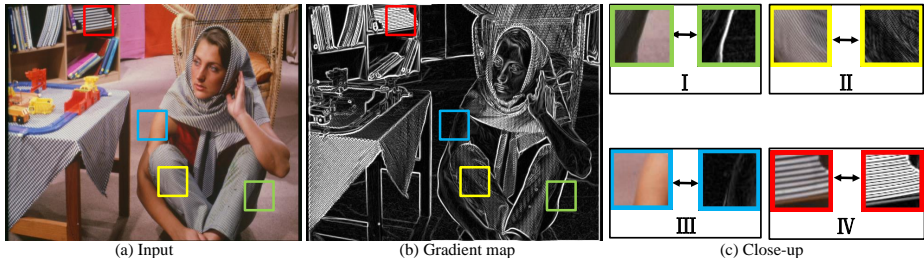 I
II
III
IV
(a) Input
(b) Gradient map
(c) Close-up